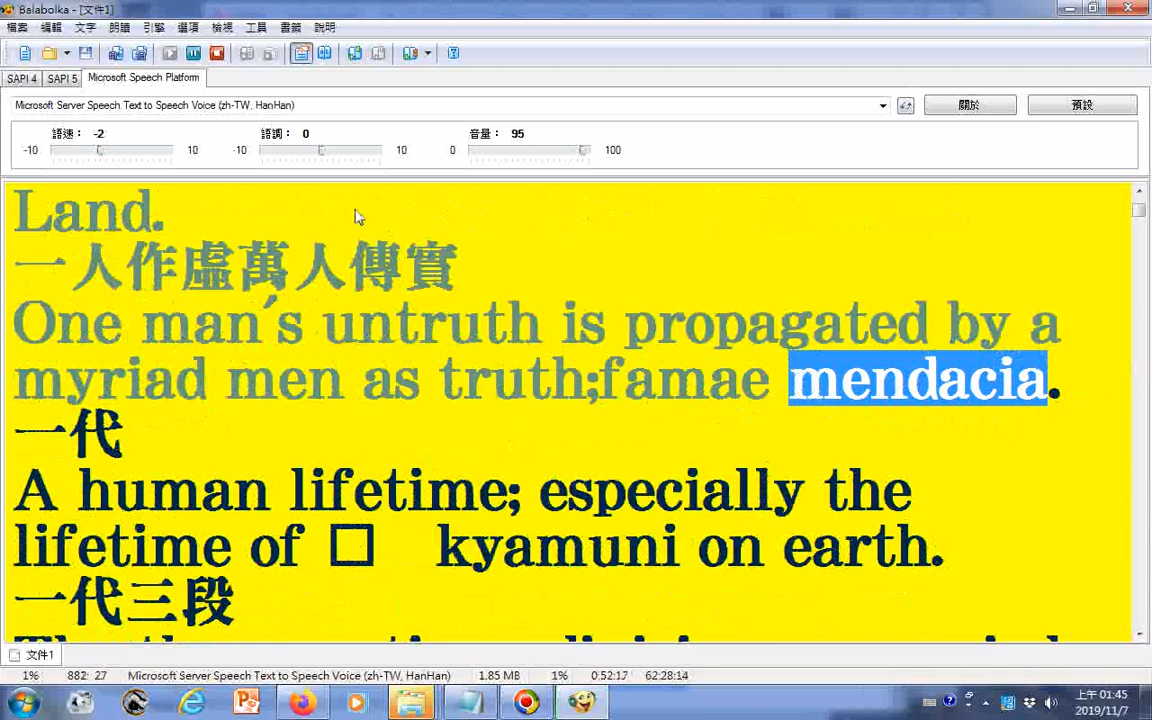 Balabolka - [文件1]
檔案 編輯 文字 朗讀 引擎 選項 檢視 工具 書籤 說明
SAPI 4 SAPI 5 Microsoft Speech Platform
Microsoft Server Speech Text to Speech Voice (zh-TW, HanHan) 關於 預設
語速： -2 語調： 0 音量： 95
-10 10 -10 10 0 100
Land.
一人作虛萬人傳實
One man's untruth is propagated by a
myriad men as truth;famae mendacia.
一代
A human lifetime; especially the
lifetime of □ kyamuni on earth.
一代三段
文件1
1% 882: 27 Microsoft Server Speech Text to Speech Voice (zh-TW, HanHan) 1.85 MB 1% 0:52:17 62:28:14
上午 01:45
2019/11/7